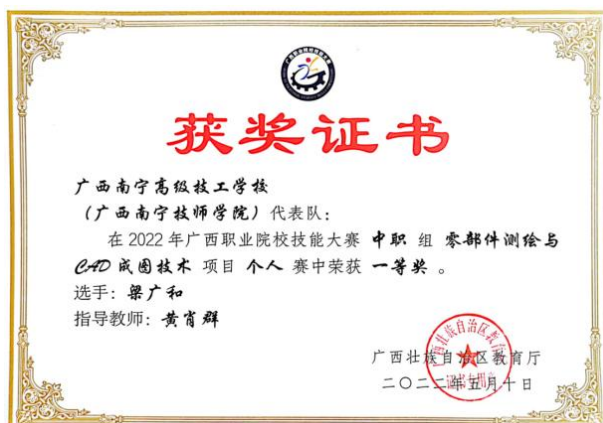 获奖证书
广西南宁高级技工学校
(广西南宁技师学院)代表队:
在2022年广西职业院校技能大赛 中职 组 零部件测绘与
CAD成图技术 项目 个人 赛中荣获 一等奖 。
选手: 梁广和
指导教师: 黄肖群
广西壮族自治区教育厅
二〇二二年五月十日